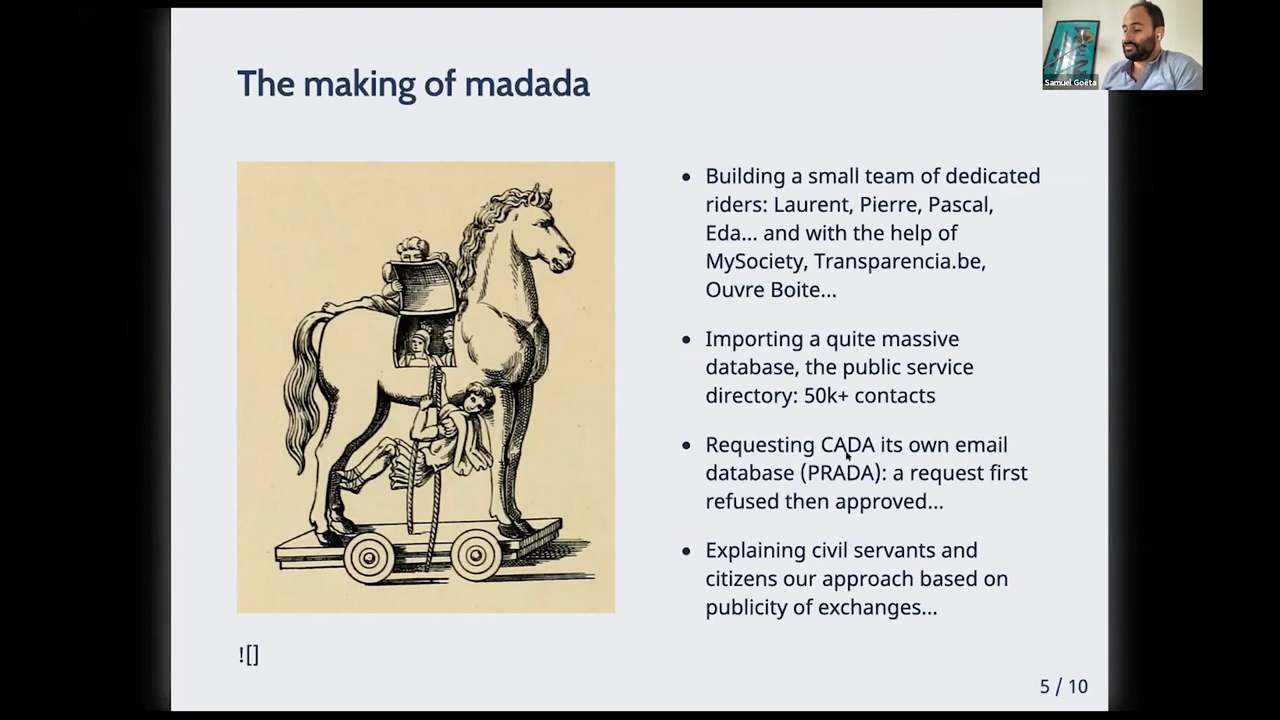 The making of madada
Samuel Goëta
• Building a small team of dedicated
riders: Laurent, Pierre, Pascal,
Eda... and with the help of
MySociety, Transparencia.be,
Ouvre Boite...
• Importing a quite massive
database, the public service
directory: 50k+ contacts
• Requesting CADA its own email
database (PRADA): a request first
refused then approved...
• Explaining civil servants and
citizens our approach based on
publicity of exchanges...
![]
5 / 10